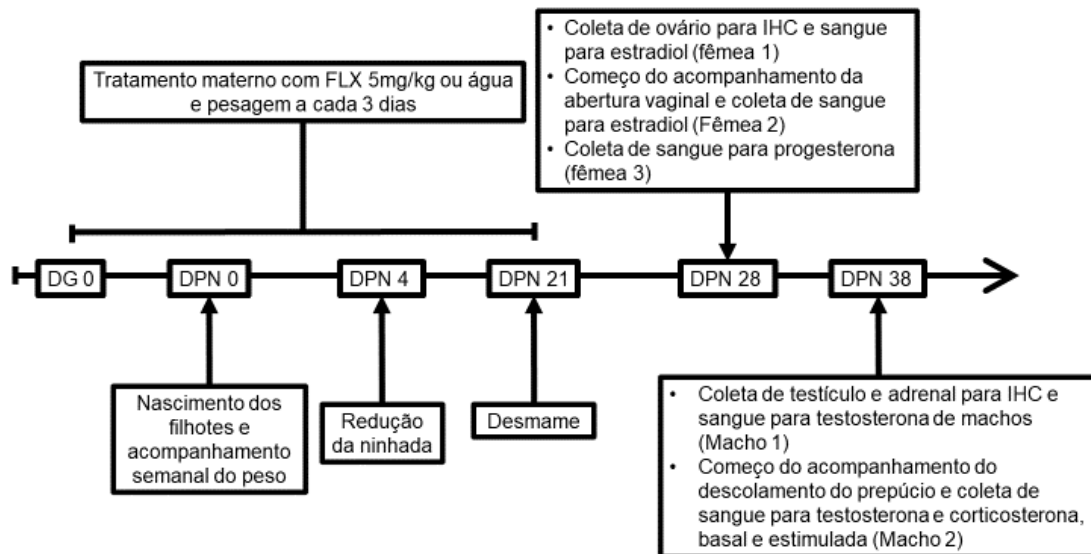 Tratamento materno com FLX 5mg/kg ou água
e pesagem a cada 3 dias
• Coleta de ovário para IHC e sangue
para estradiol (fêmea 1)
• Começo do acompanhamento da
abertura vaginal e coleta de sangue
para estradiol (Fêmea 2)
• Coleta de sangue para progesterona
(fêmea 3)
DG 0
DPN 0
DPN 4
DPN 21
DPN 28
DPN 38
Nascimento dos
filhotes e
acompanhamento
semanal do peso
Redução
da ninhada
Desmame
• Coleta de testículo e adrenal para IHC e
sangue para testosterona de machos
(Macho 1)
• Começo do acompanhamento do
descolamento do prepúcio e coleta de
sangue para testosterona e corticosterona,
basal e estimulada (Macho 2)